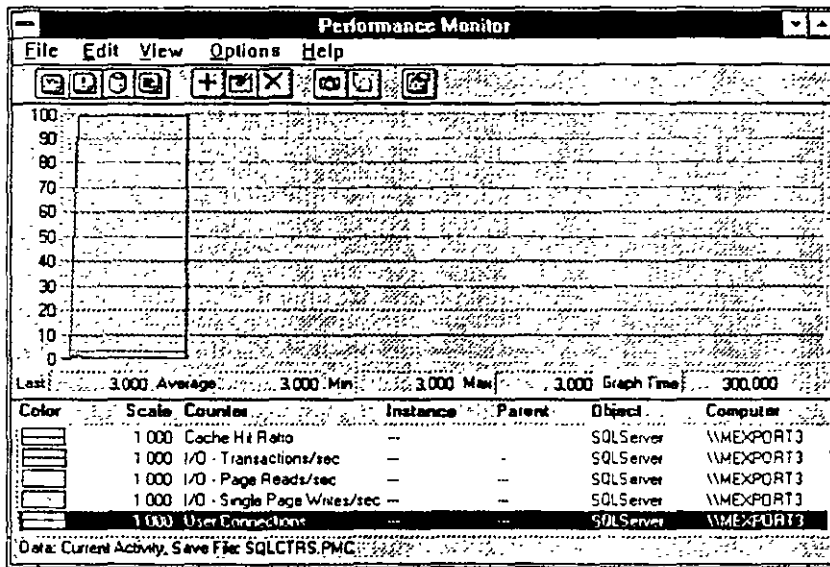 Performance Monitor
File Edit View Options Help
100
90
80
70
60
50
40
30
20
10
0
Last 3.000 Average 3.000 Min 3.000 Max 3.000 Graph Time 300.000
Color Scale Counter Instance Parent Object Computer
1.000 Cache Hit Ratio --- SQLServer \\MEXPORT3
1.000 I/O - Transactions/sec --- - SQLServer \\MEXPORT3
1.000 I/O - Page Reads/sec --- --- SQLServer \\MEXPORT3
1.000 I/O - Single Page Writes/sec --- --- SQLServer \\MEXPORT3
1.000 User Connections --- --- SQLServer \\MEXPORT3
Data: Current Activity, Save File: SQLCTRS.PMC